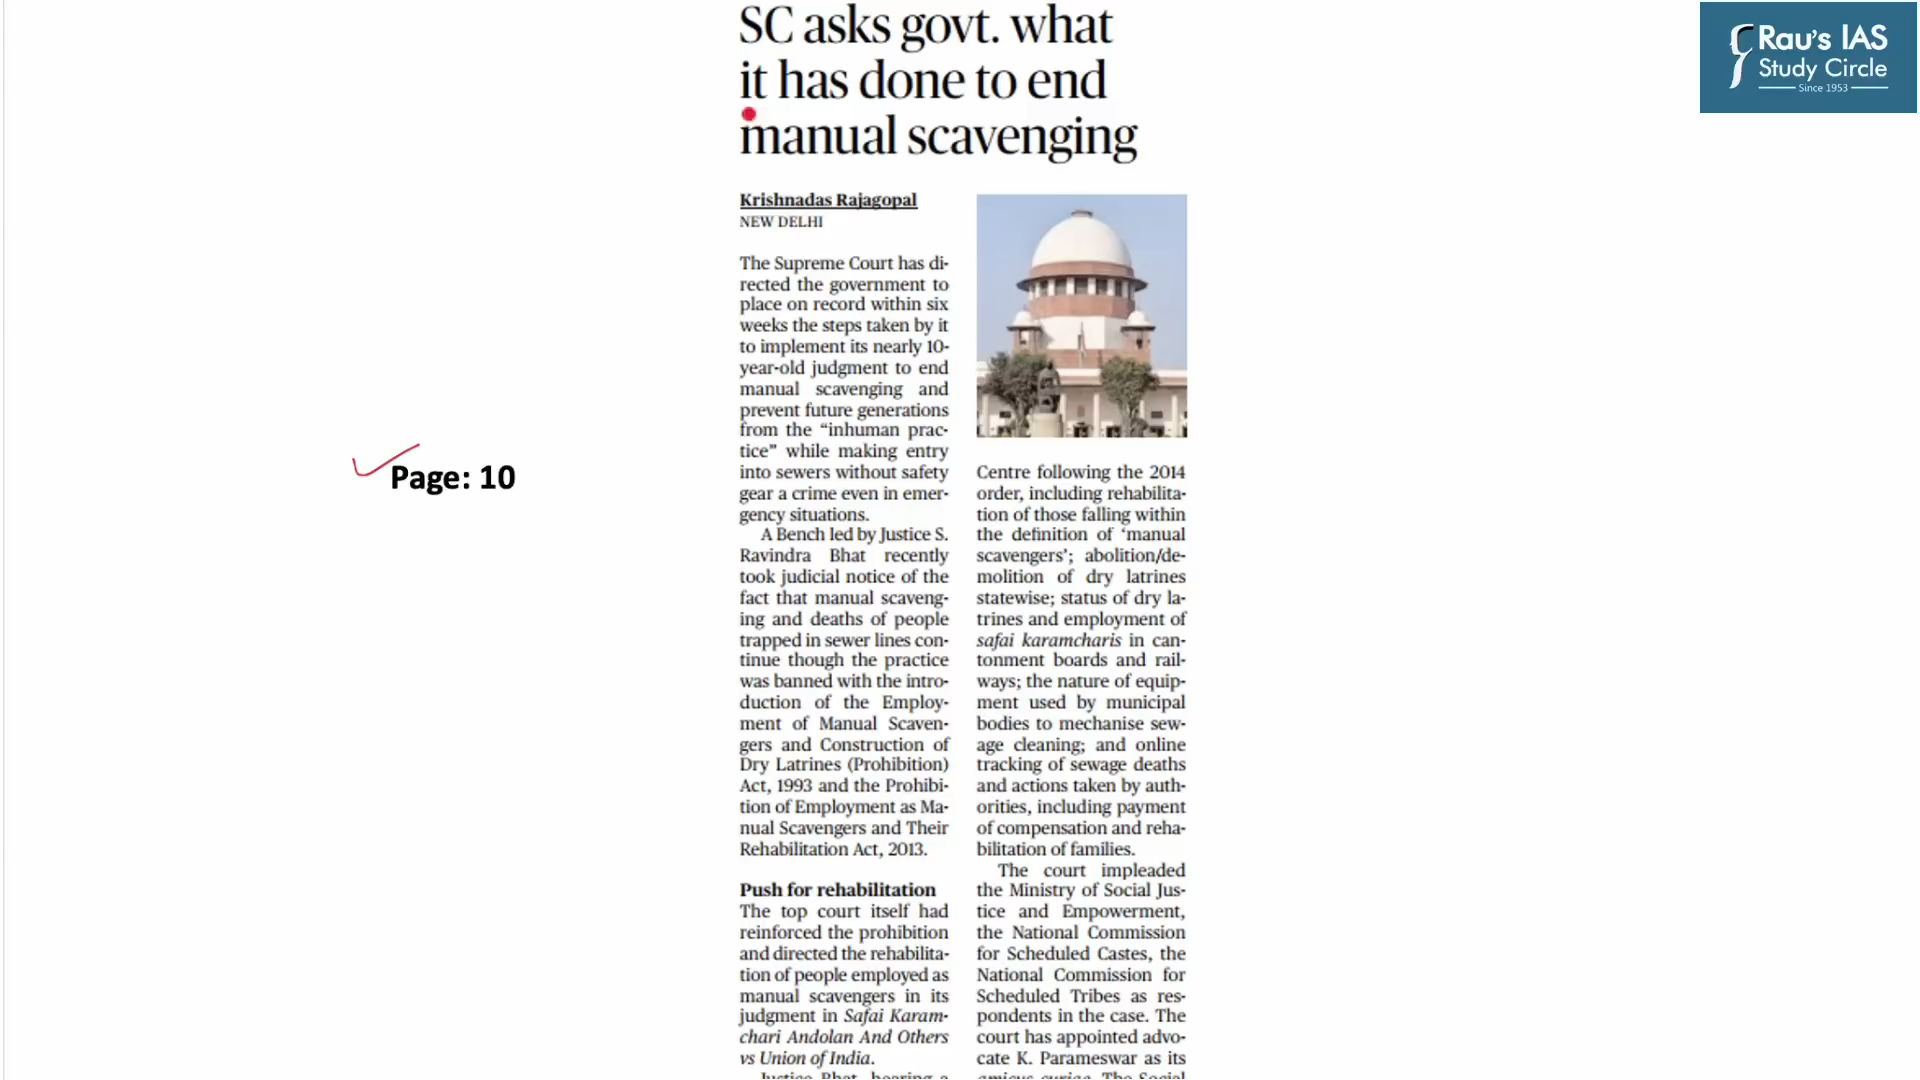 SC asks govt. what
it has done to end
manual scavenging
Rau's IAS
Study Circle
Since 1953
Page: 10
Krishnadas Rajagopal
NEW DELHI
The Supreme Court has di-
rected the government to
place on record within six
weeks the steps taken by it
to implement its nearly 10-
year-old judgment to end
manual scavenging and
prevent future generations
from the “inhuman prac-
tice” while making entry
into sewers without safety
gear a crime even in emer-
gency situations.
A Bench led by Justice S.
Ravindra Bhat recently
took judicial notice of the
fact that manual scaveng-
ing and deaths of people
trapped in sewer lines con-
tinue though the practice
was banned with the intro-
duction of the Employ-
ment of Manual Scaven-
gers and Construction of
Dry Latrines (Prohibition)
Act, 1993 and the Prohibi-
tion of Employment as Ma-
nual Scavengers and Their
Rehabilitation Act, 2013.
Push for rehabilitation
The top court itself had
reinforced the prohibition
and directed the rehabilita-
tion of people employed as
manual scavengers in its
judgment in Safai Karam-
chari Andolan And Others
vs Union of India.
Justice Bhat, hearing a
Centre following the 2014
order, including rehabilita-
tion of those falling within
the definition of ‘manual
scavengers’; abolition/de-
molition of dry latrines
statewise; status of dry la-
trines and employment of
safai karamcharis in can-
tonment boards and rail-
ways; the nature of equip-
ment used by municipal
bodies to mechanise sew-
age cleaning; and online
tracking of sewage deaths
and actions taken by auth-
orities, including payment
of compensation and reha-
bilitation of families.
The court impleaded
the Ministry of Social Jus-
tice and Empowerment,
the National Commission
for Scheduled Castes, the
National Commission for
Scheduled Tribes as res-
pondents in the case. The
court has appointed advo-
cate K. Parameswar as its
amicus curiae. The Social